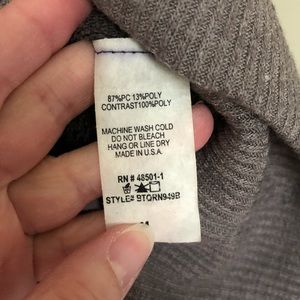 87%PC 13%POLY
CONTRAST100%POLY
MACHINE WASH COLD
DO NOT BLEACH
HANG OR LINE DRY
MADE IN U.S.A.
RN # 48501-1
STYLE# BTQRN949B